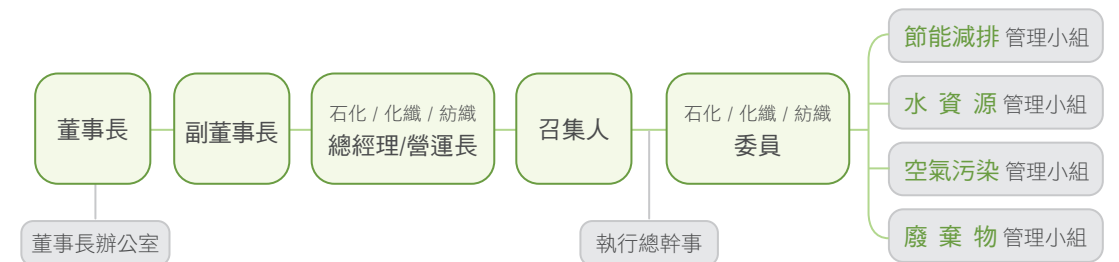 董事長
副董事長
石化 / 化纖 / 紡織
總經理/營運長
召集人
石化 / 化纖 / 紡織
委員
節能減排 管理小組
水 資 源 管理小組
空氣污染 管理小組
廢 棄 物 管理小組
董事長辦公室
執行總幹事